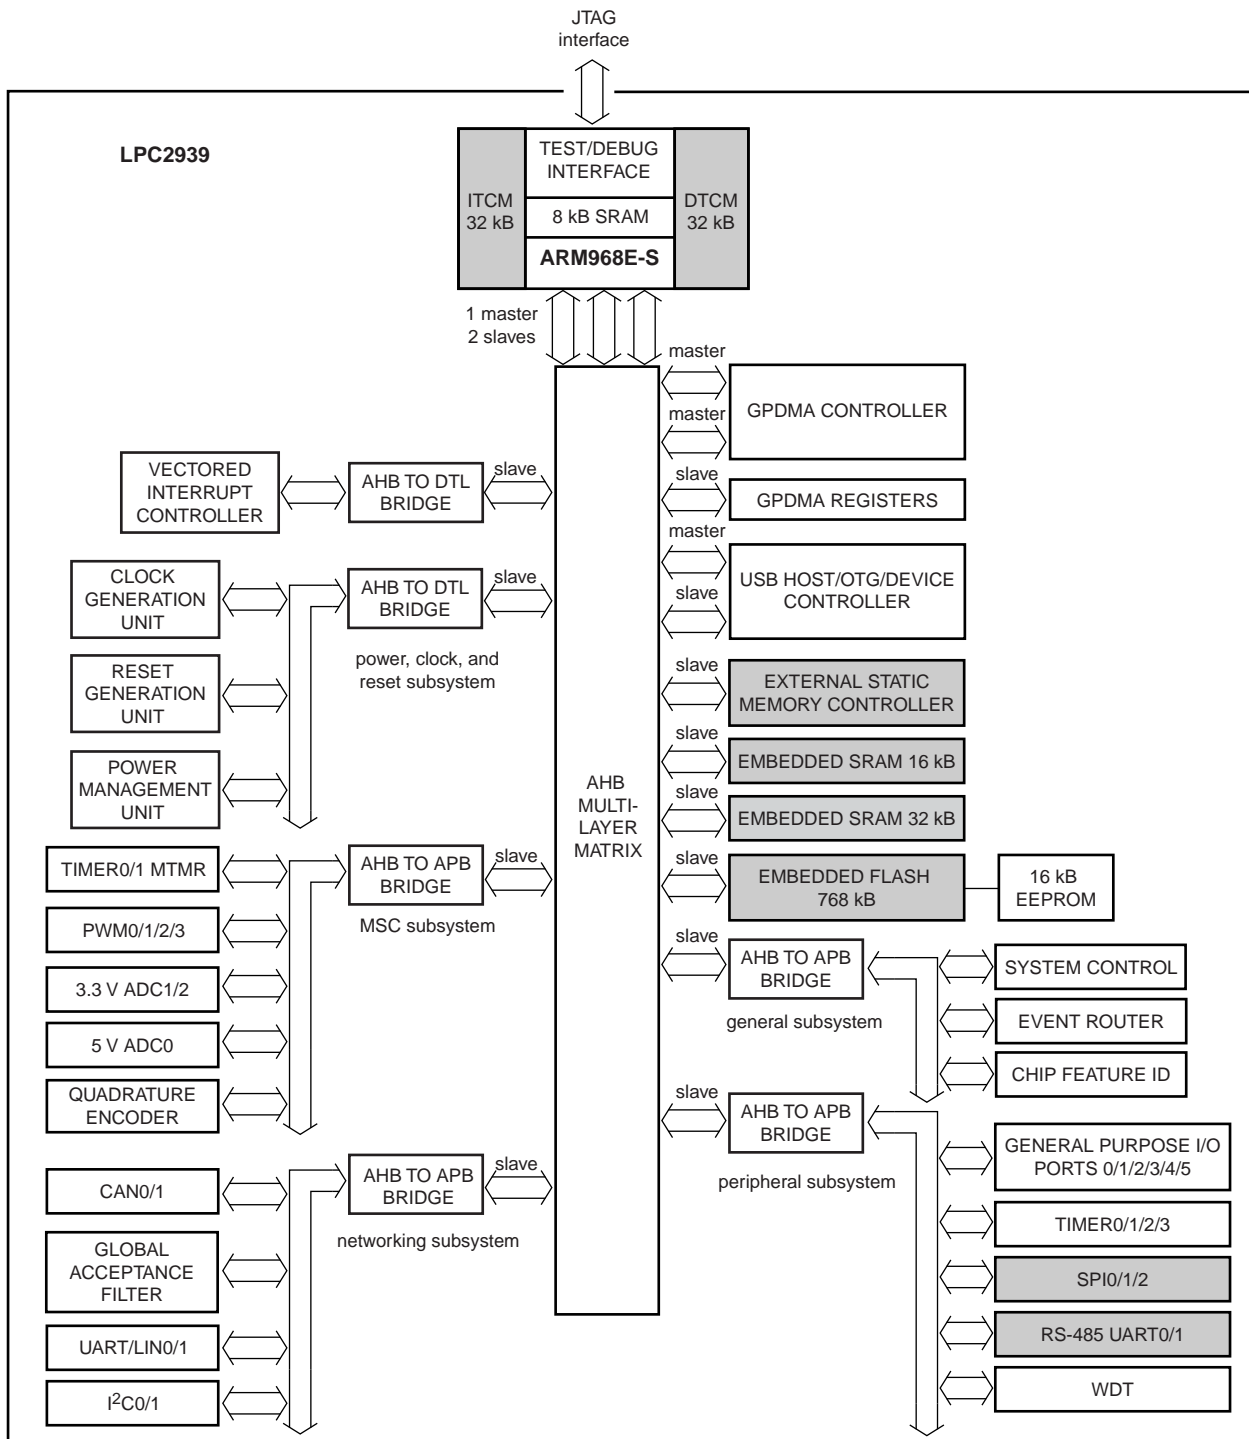 JTAG
interface
LPC2939
ITCM
32 kB
TEST/DEBUG
INTERFACE
8 kB SRAM
ARM968E-S
DTCM
32 kB
1 master
2 slaves
master
GPDMA CONTROLLER
master
VECTORED
INTERRUPT
CONTROLLER
AHB TO DTL
BRIDGE
slave
slave
GPDMA REGISTERS
master
USB HOST/OTG/DEVICE
CONTROLLER
slave
CLOCK
GENERATION
UNIT
AHB TO DTL
BRIDGE
slave
power, clock, and
reset subsystem
RESET
GENERATION
UNIT
POWER
MANAGEMENT
UNIT
slave
EXTERNAL STATIC
MEMORY CONTROLLER
slave
EMBEDDED SRAM 16 kB
AHB
MULTI-
LAYER
MATRIX
slave
EMBEDDED SRAM 32 kB
TIMER0/1 MTMR
AHB TO APB
BRIDGE
slave
MSC subsystem
slave
EMBEDDED FLASH
768 kB
16 kB
EEPROM
PWM0/1/2/3
3.3 V ADC1/2
5 V ADC0
QUADRATURE
ENCODER
slave
AHB TO APB
BRIDGE
general subsystem
SYSTEM CONTROL
EVENT ROUTER
CHIP FEATURE ID
slave
AHB TO APB
BRIDGE
peripheral subsystem
GENERAL PURPOSE I/O
PORTS 0/1/2/3/4/5
TIMER0/1/2/3
SPI0/1/2
RS-485 UART0/1
WDT
CAN0/1
AHB TO APB
BRIDGE
slave
networking subsystem
GLOBAL
ACCEPTANCE
FILTER
UART/LIN0/1
I²C0/1